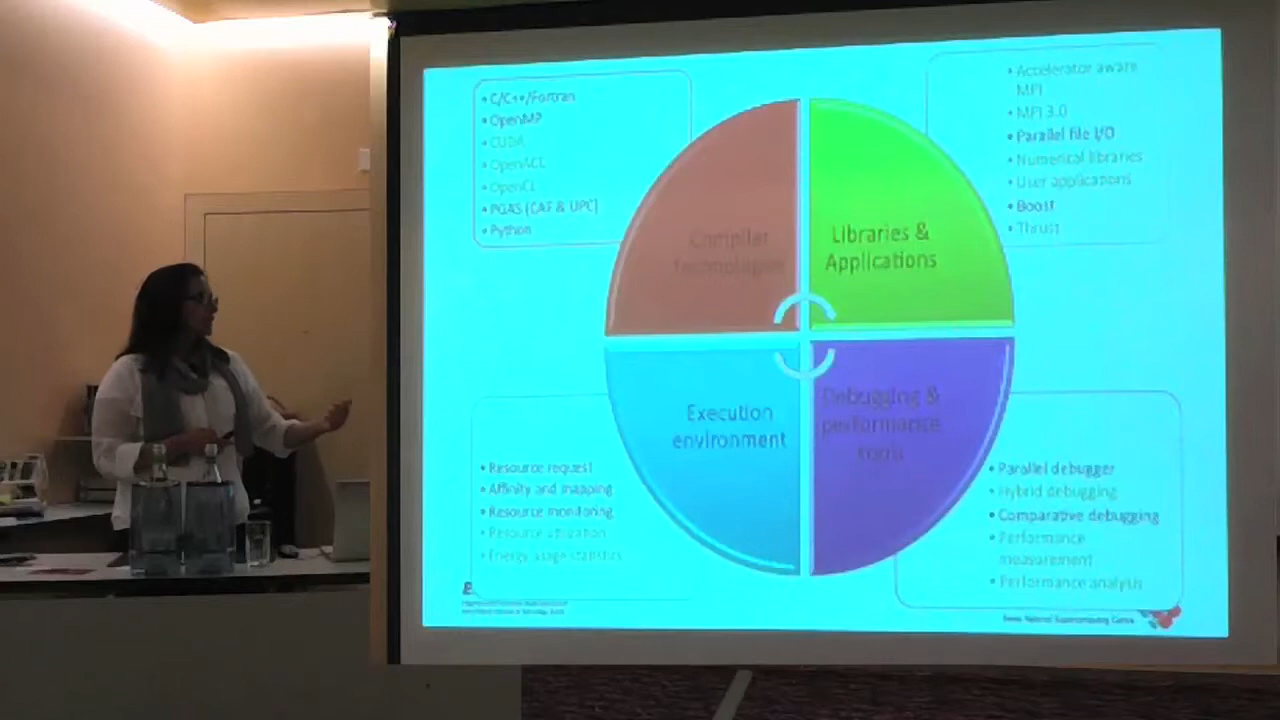 • C/C++/Fortran
• OpenMP
• CUDA
• OpenACC
• OpenCL
• PGAS (CAF & UPC)
• Python
• Accelerator aware
MPI
• MPI 3.0
• Parallel file I/O
• Numerical libraries
• User applications
• Boost
• Thrust
Compiler
Technologies
Libraries &
Applications
Execution
environment
Debugging &
performance
tools
• Resource request
• Affinity and mapping
• Resource monitoring
• Resource utilization
• Energy usage statistics
• Parallel debugger
• Hybrid debugging
• Comparative debugging
• Performance
measurement
• Performance analysis
Swiss National Supercomputing Centre